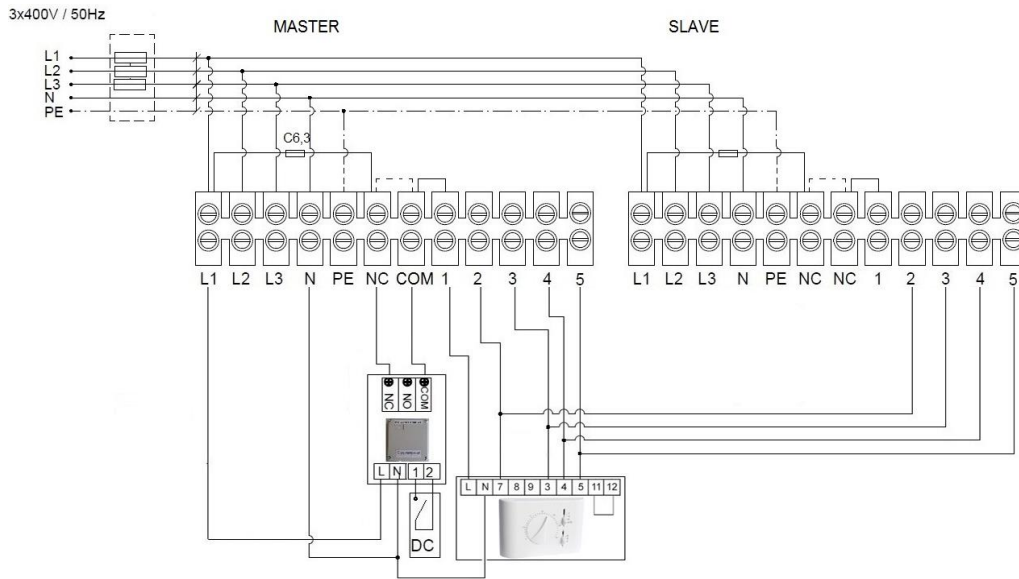 3x400V / 50Hz
MASTER SLAVE
L1
L2
L3
N
PE
C6,3
L1 L2 L3 N PE NC COM 1 2 3 4 5
L1 L2 L3 N PE NC NC 1 2 3 4 5
NC NO COM
L N 1 2
DC
L N 7 8 9 3 4 5 11 12